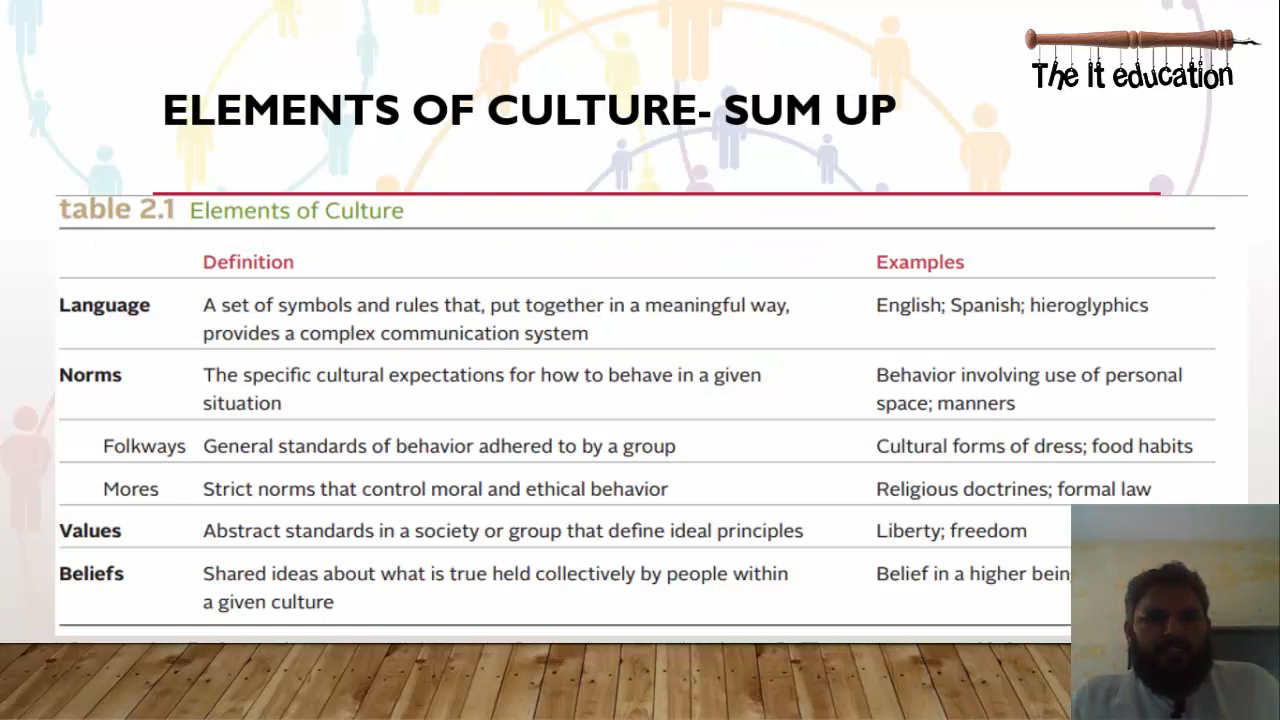 The It education
ELEMENTS OF CULTURE- SUM UP
table 2.1 Elements of Culture
Definition Examples
Language A set of symbols and rules that, put together in a meaningful way, English; Spanish; hieroglyphics
provides a complex communication system
Norms The specific cultural expectations for how to behave in a given Behavior involving use of personal
situation space; manners
Folkways General standards of behavior adhered to by a group Cultural forms of dress; food habits
Mores Strict norms that control moral and ethical behavior Religious doctrines; formal law
Values Abstract standards in a society or group that define ideal principles Liberty; freedom
Beliefs Shared ideas about what is true held collectively by people within Belief in a higher
a given culture